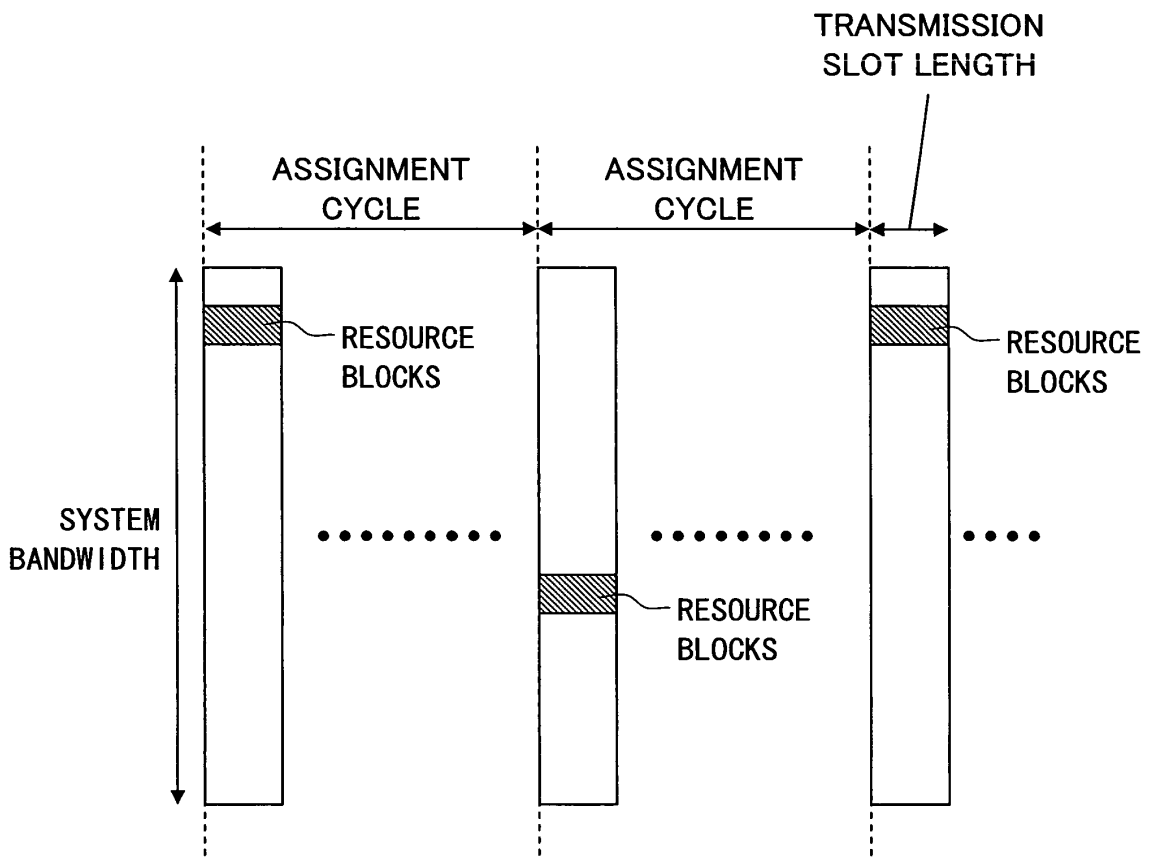 TRANSMISSION
SLOT LENGTH
ASSIGNMENT
CYCLE
ASSIGNMENT
CYCLE
RESOURCE
BLOCKS
RESOURCE
BLOCKS
SYSTEM
BANDWIDTH
RESOURCE
BLOCKS